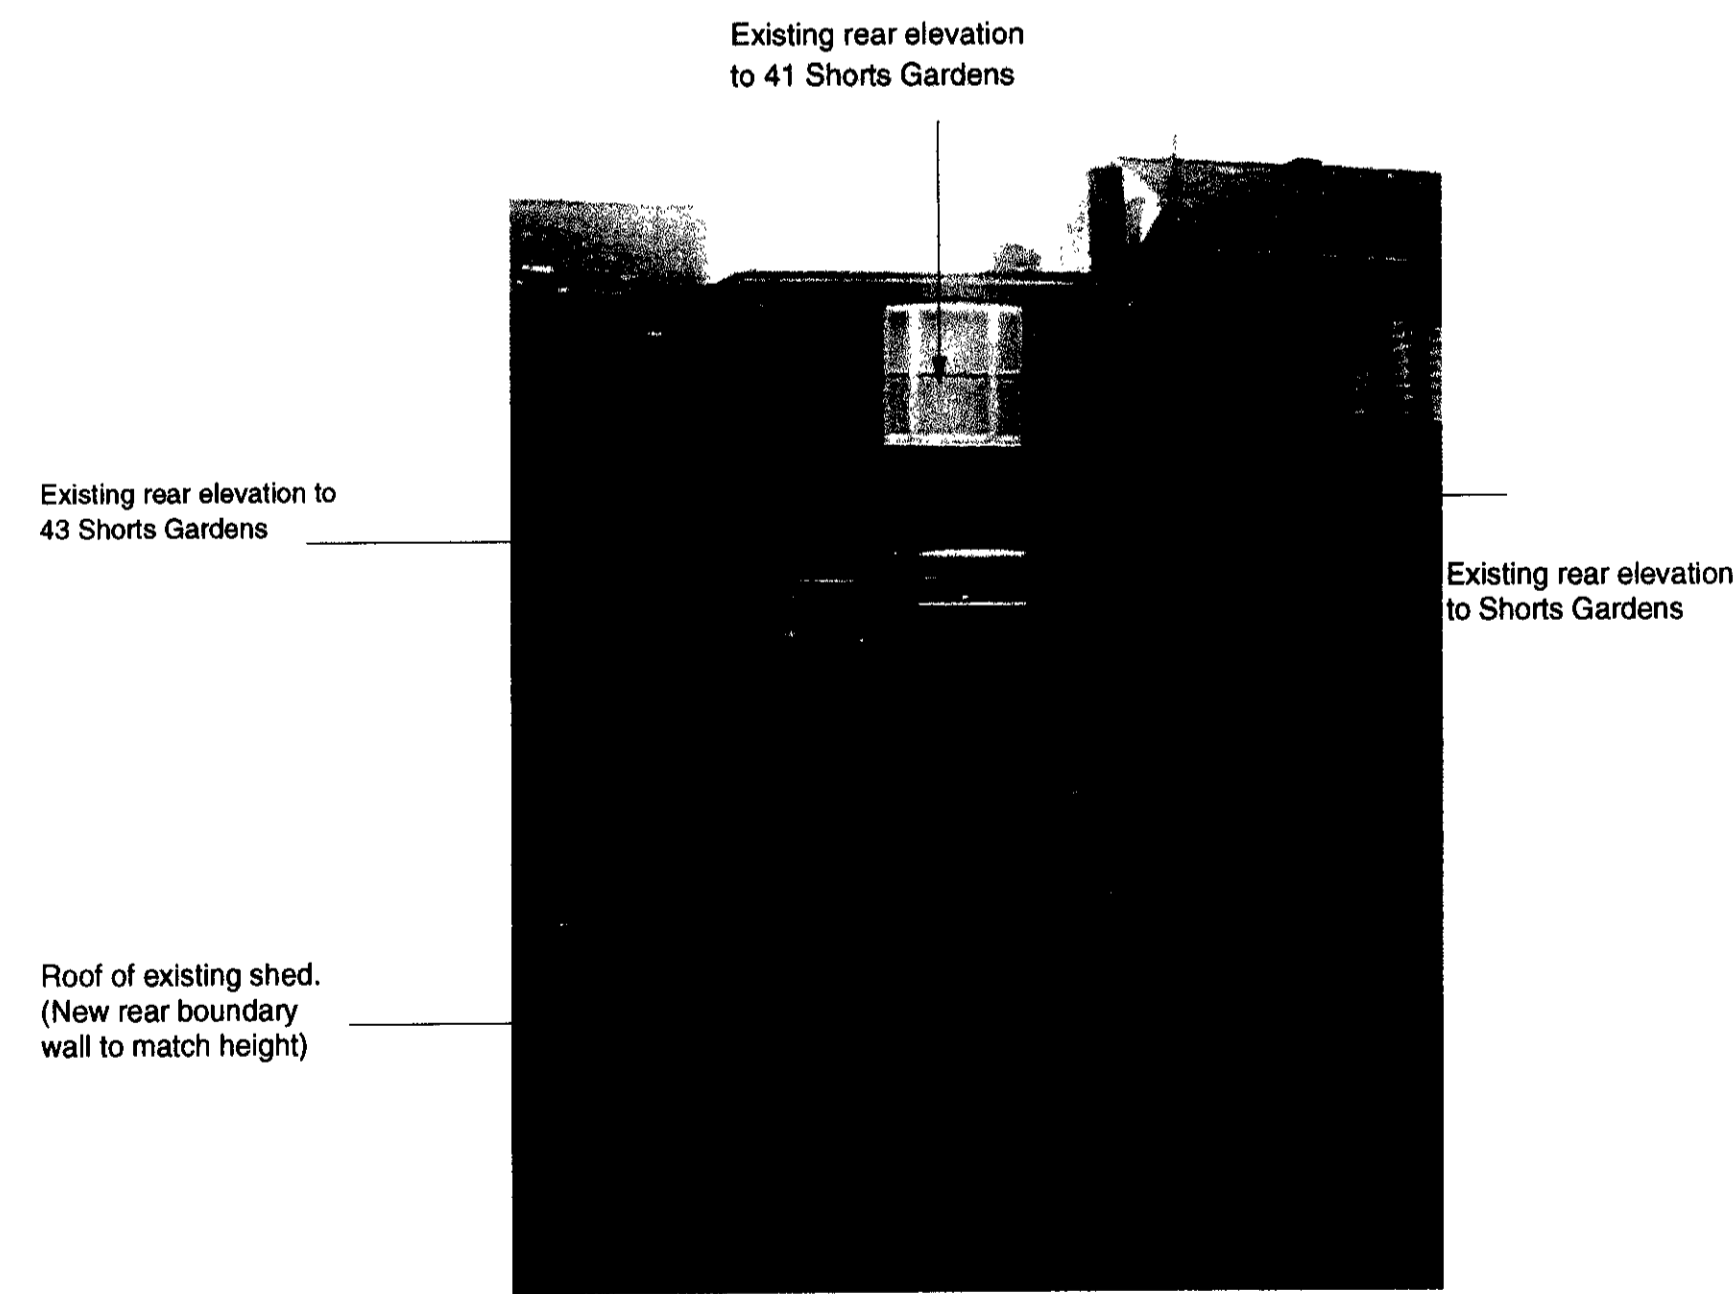 Existing rear elevation
to 41 Shorts Gardens
Existing rear elevation to
43 Shorts Gardens
Existing rear elevation
to Shorts Gardens
Roof of existing shed.
(New rear boundary
wall to match height)